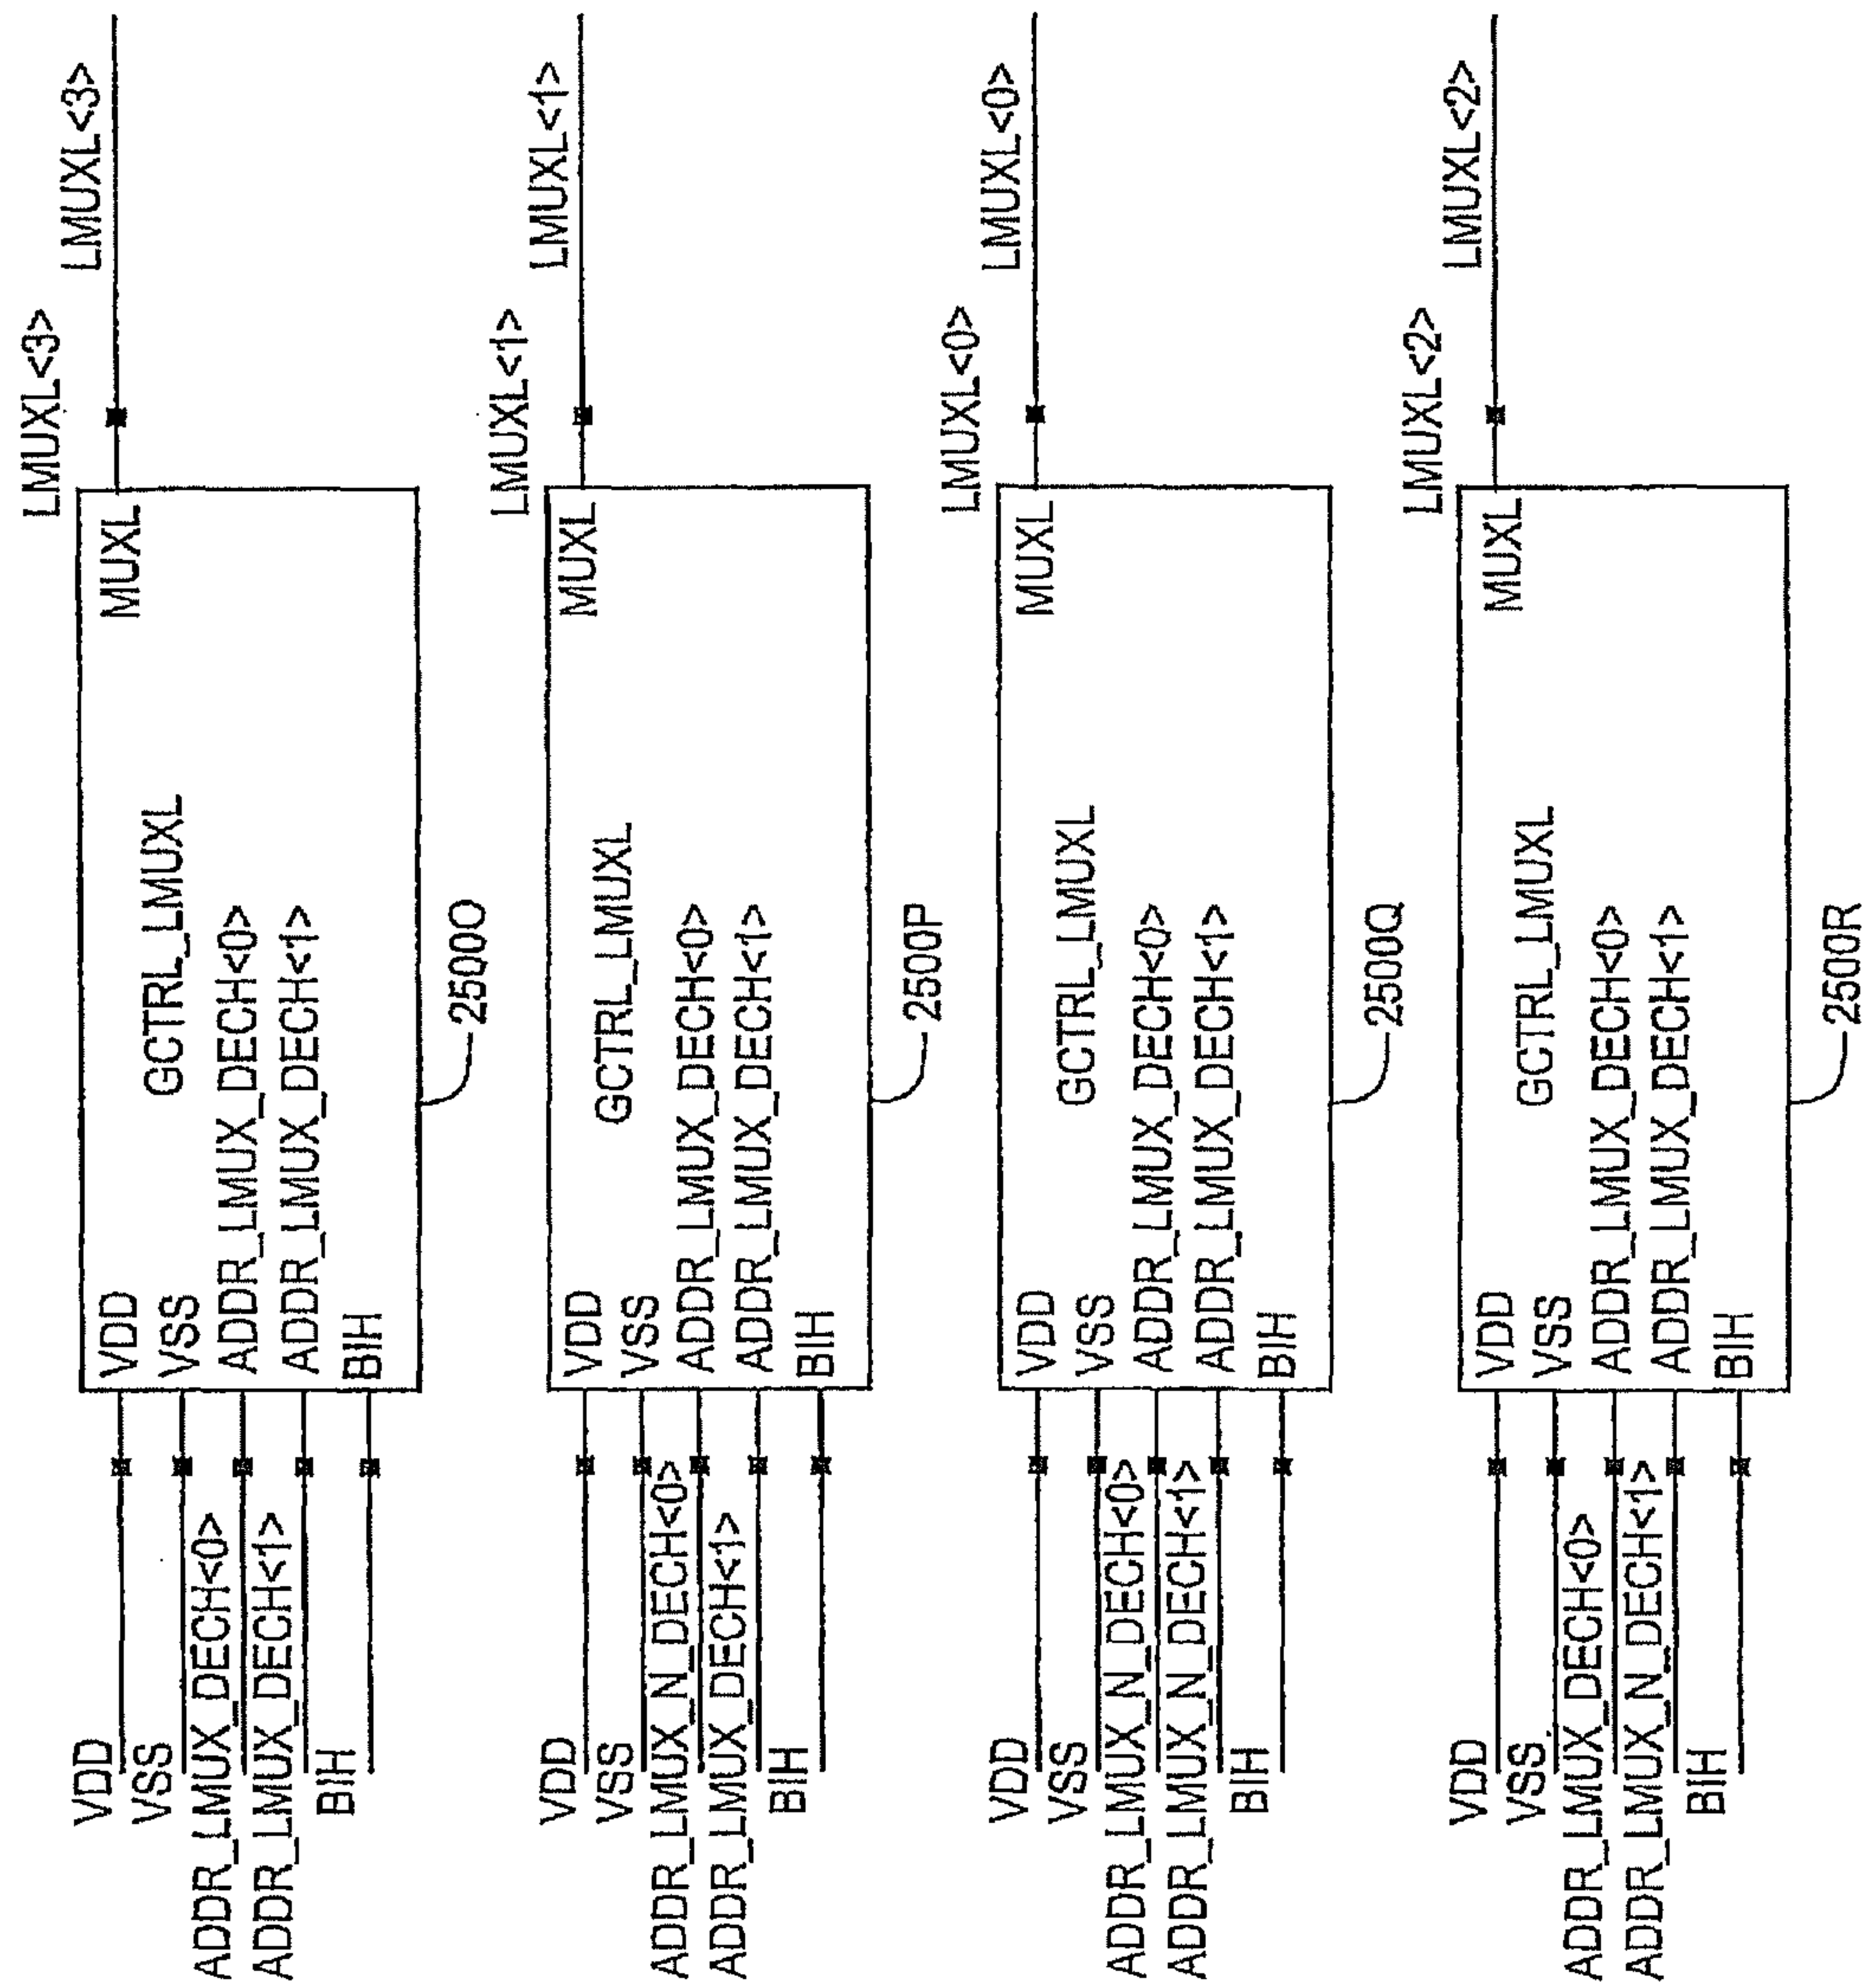 LMUXL<3>
LMUXL<3>
MUXL
GCTRL_LMUXL
VDD
VSS
ADDR_LMUX_DECH<0>
ADDR_LMUX_DECH<1>
BIH
VDD
VSS
ADDR_LMUX_DECH<0>
ADDR_LMUX_DECH<1>
BIH
2500O
LMUXL<1>
LMUXL<1>
MUXL
GCTRL_LMUXL
VDD
VSS
ADDR_LMUX_DECH<0>
ADDR_LMUX_DECH<1>
BIH
VDD
VSS
ADDR_LMUX_N_DECH<0>
ADDR_LMUX_DECH<1>
BIH
2500P
LMUXL<0>
LMUXL<0>
MUXL
GCTRL_LMUXL
VDD
VSS
ADDR_LMUX_DECH<0>
ADDR_LMUX_DECH<1>
BIH
VDD
VSS
ADDR_LMUX_N_DECH<0>
ADDR_LMUX_N_DECH<1>
BIH
2500Q
LMUXL<2>
LMUXL<2>
MUXL
GCTRL_LMUXL
VDD
VSS
ADDR_LMUX_DECH<0>
ADDR_LMUX_DECH<1>
BIH
VDD
VSS
ADDR_LMUX_DECH<0>
ADDR_LMUX_N_DECH<1>
BIH
2500R